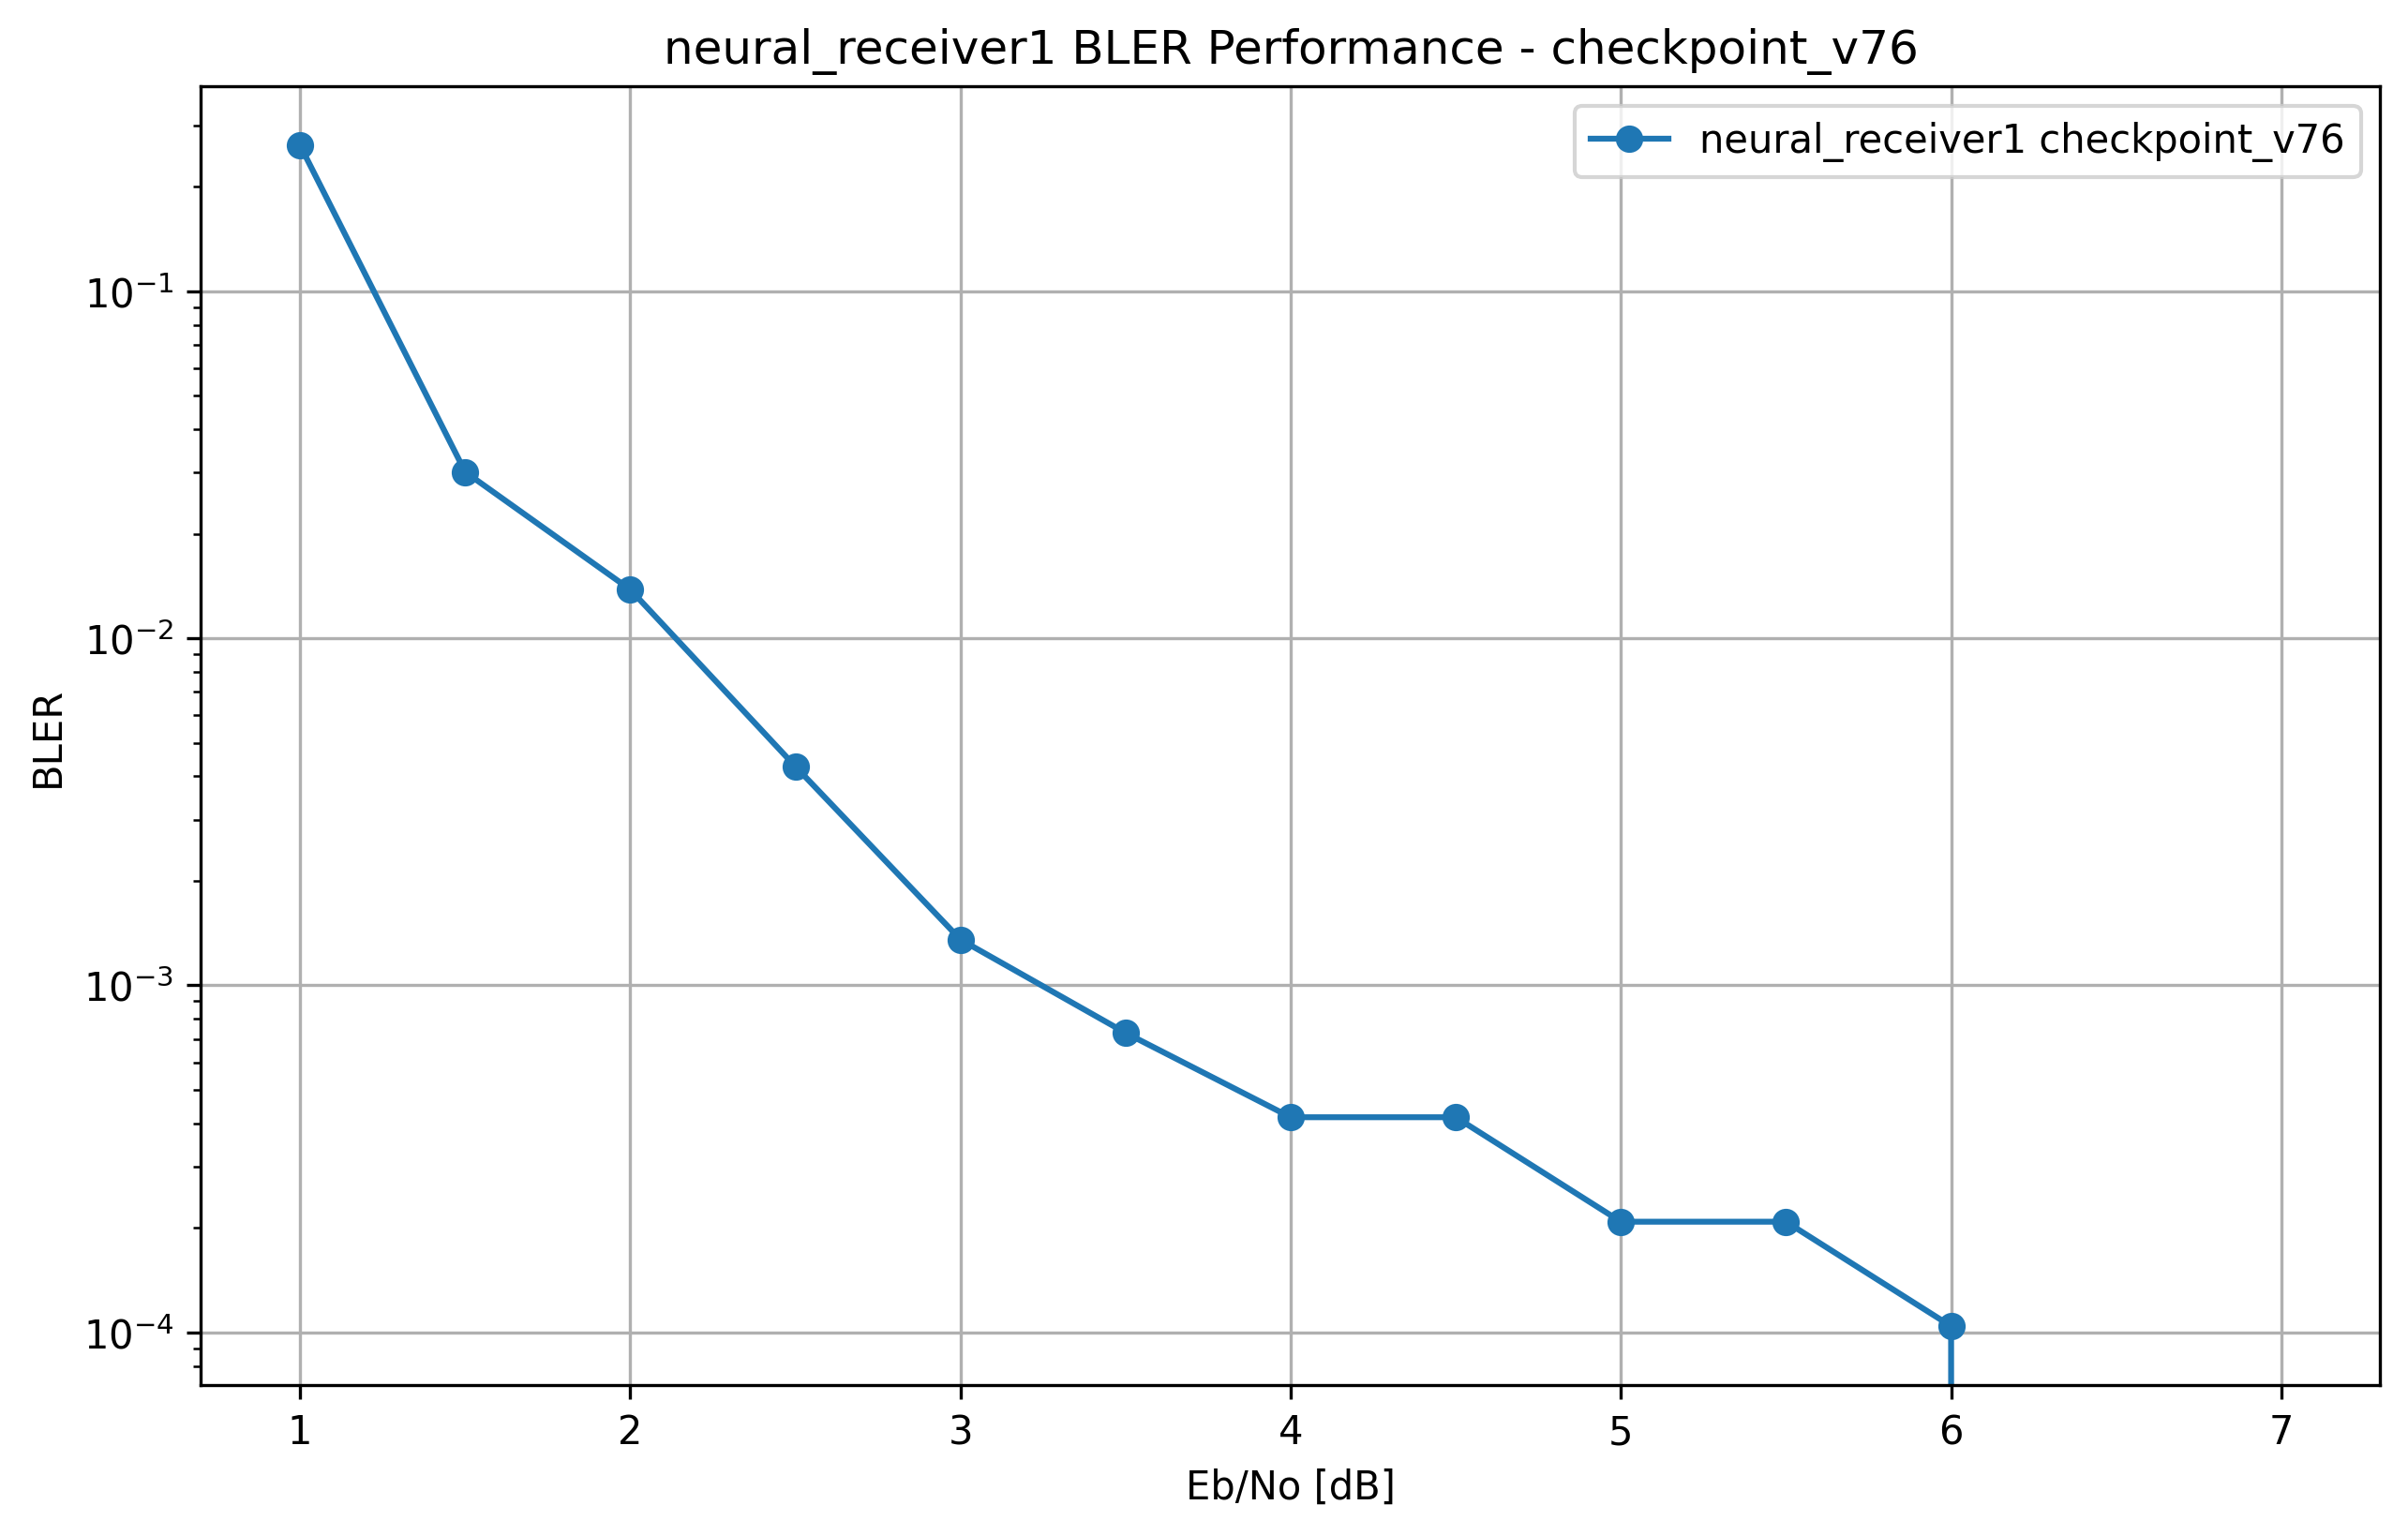 neural_receiver1 BLER Performance - checkpoint_v76
neural_receiver1 checkpoint_v76
BLER
10⁻¹
10⁻²
10⁻³
10⁻⁴
1 2 3 4 5 6 7
Eb/No [dB]